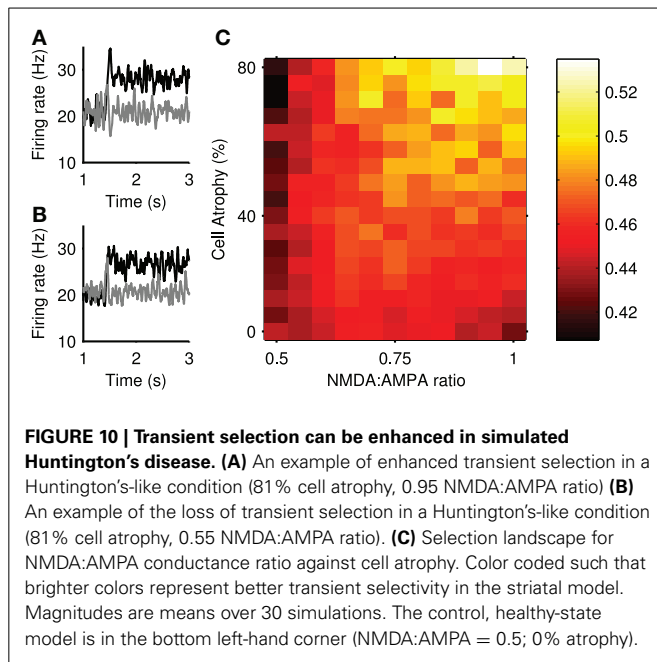 A
Firing rate (Hz)
30
20
10
1 2 3
Time (s)
B
Firing rate (Hz)
30
20
10
1 2 3
Time (s)
C
Cell Atrophy (%)
80
40
0
0.5 0.75 1
NMDA:AMPA ratio
0.52
0.5
0.48
0.46
0.44
0.42
FIGURE 10 | Transient selection can be enhanced in simulated
Huntington's disease. (A) An example of enhanced transient selection in a
Huntington's-like condition (81% cell atrophy, 0.95 NMDA:AMPA ratio) (B)
An example of the loss of transient selection in a Huntington's-like condition
(81% cell atrophy, 0.55 NMDA:AMPA ratio). (C) Selection landscape for
NMDA:AMPA conductance ratio against cell atrophy. Color coded such that
brighter colors represent better transient selectivity in the striatal model.
Magnitudes are means over 30 simulations. The control, healthy-state
model is in the bottom left-hand corner (NMDA:AMPA = 0.5; 0% atrophy).